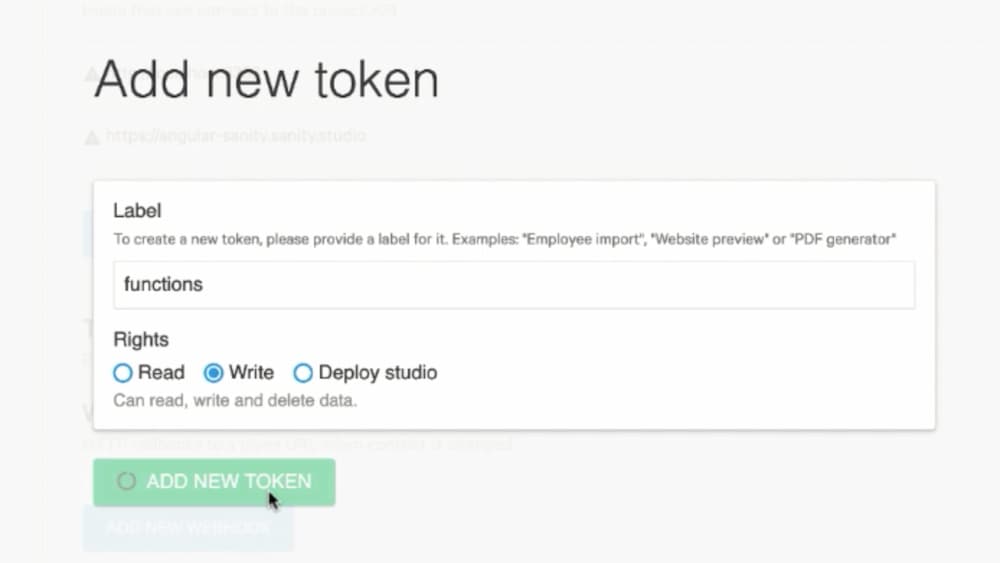 Add new token
https://angular-sanity.sanity.studio
Label
To create a new token, please provide a label for it. Examples: "Employee import", "Website preview" or "PDF generator"
functions
Rights
Read Write Deploy studio
Can read, write and delete data.
ADD NEW TOKEN
ADD NEW WEBHOOK